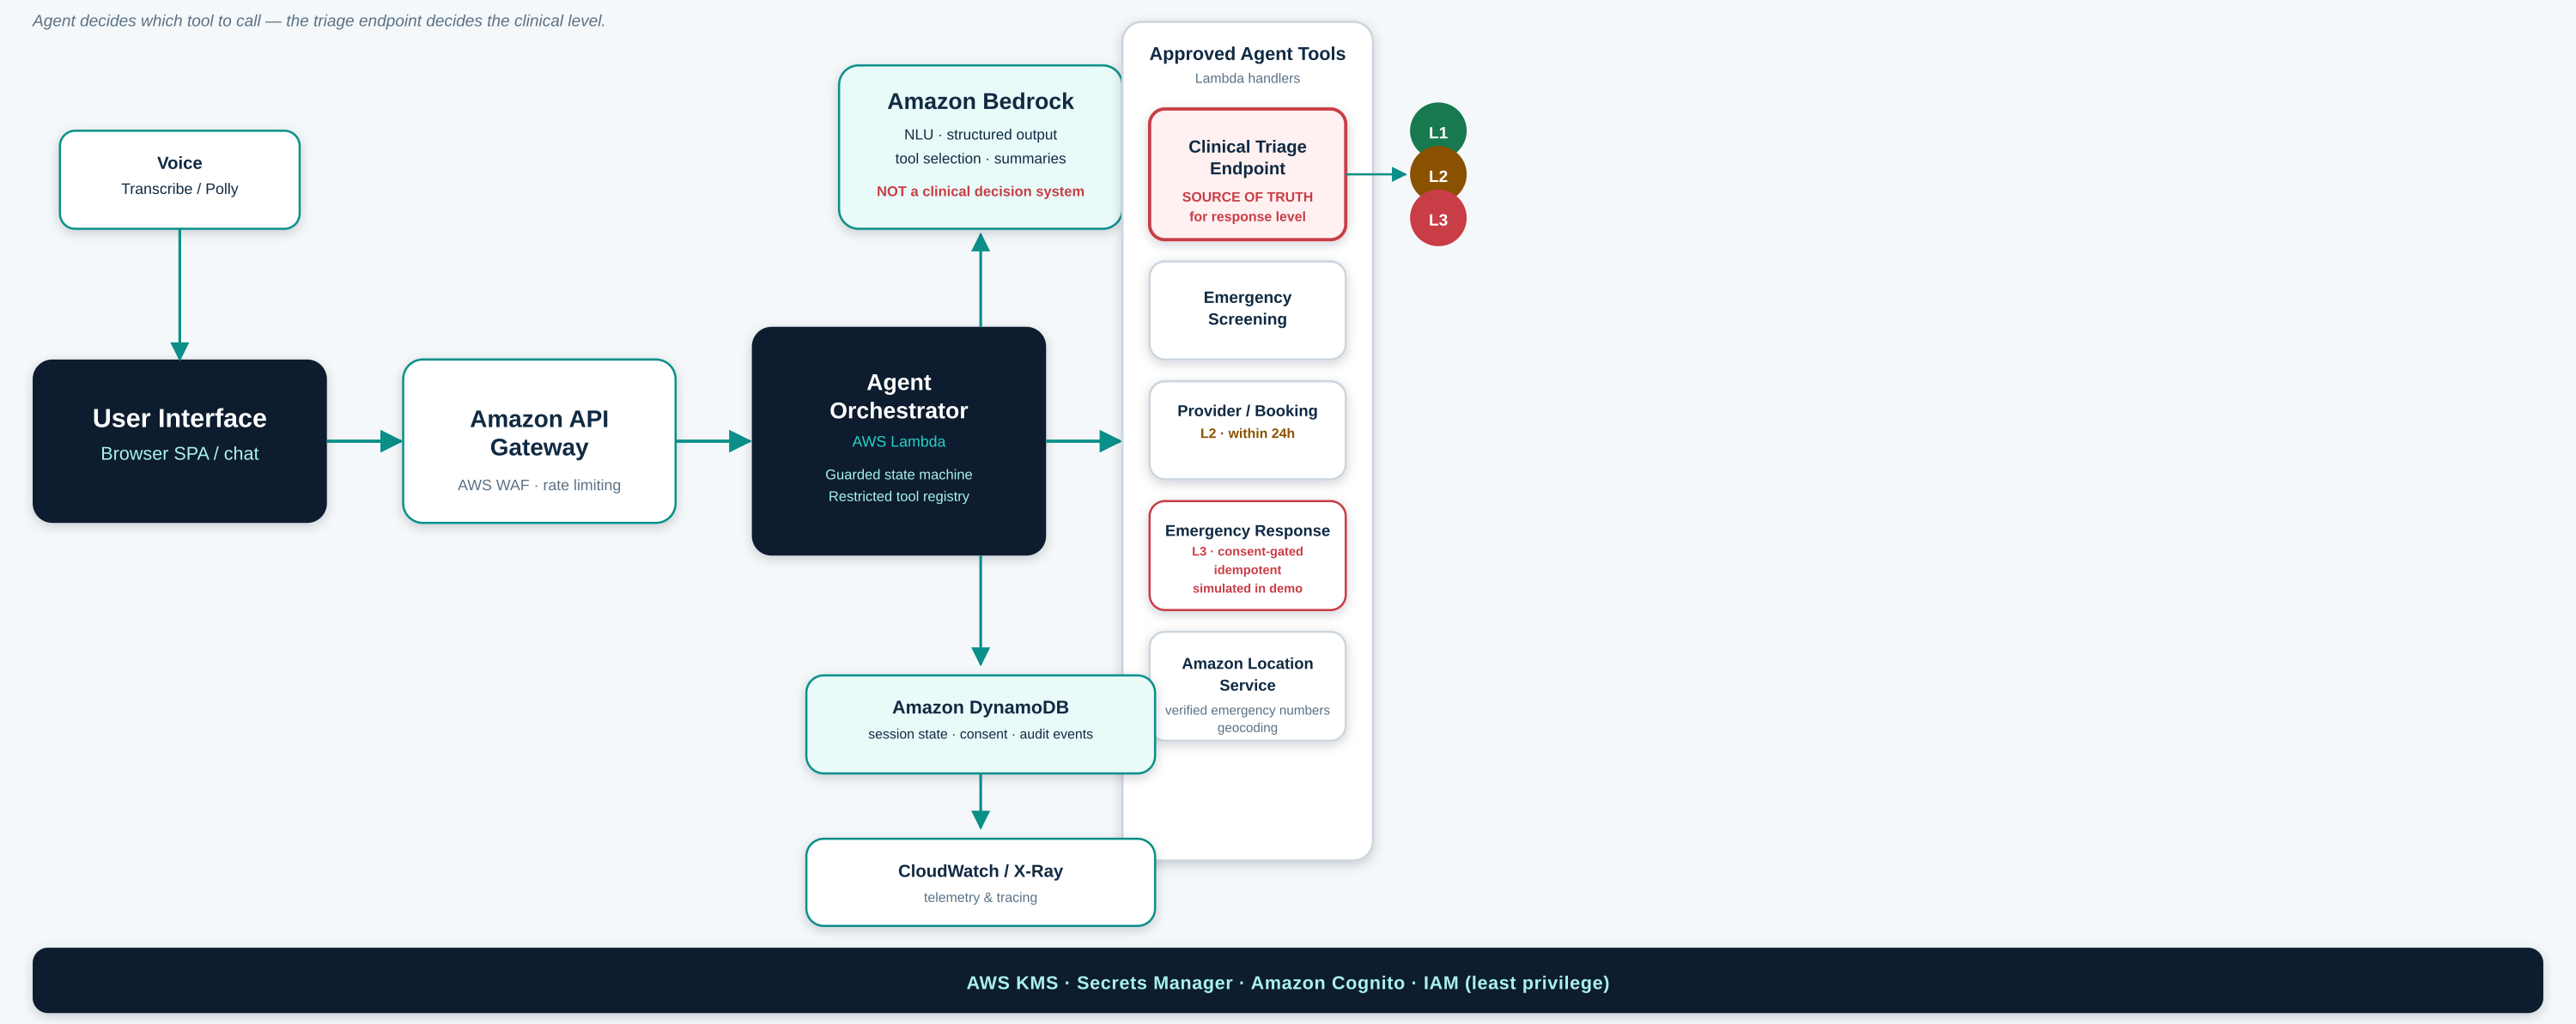 Agent decides which tool to call — the triage endpoint decides the clinical level.
Voice
Transcribe / Polly
User Interface
Browser SPA / chat
Amazon API
Gateway
AWS WAF · rate limiting
Amazon Bedrock
NLU · structured output
tool selection · summaries
NOT a clinical decision system
Agent
Orchestrator
AWS Lambda
Guarded state machine
Restricted tool registry
Amazon DynamoDB
session state · consent · audit events
CloudWatch / X-Ray
telemetry & tracing
Approved Agent Tools
Lambda handlers
Clinical Triage
Endpoint
SOURCE OF TRUTH
for response level
L1
L2
L3
Emergency
Screening
Provider / Booking
L2 · within 24h
Emergency Response
L3 · consent-gated
idempotent
simulated in demo
Amazon Location
Service
verified emergency numbers
geocoding
AWS KMS · Secrets Manager · Amazon Cognito · IAM (least privilege)